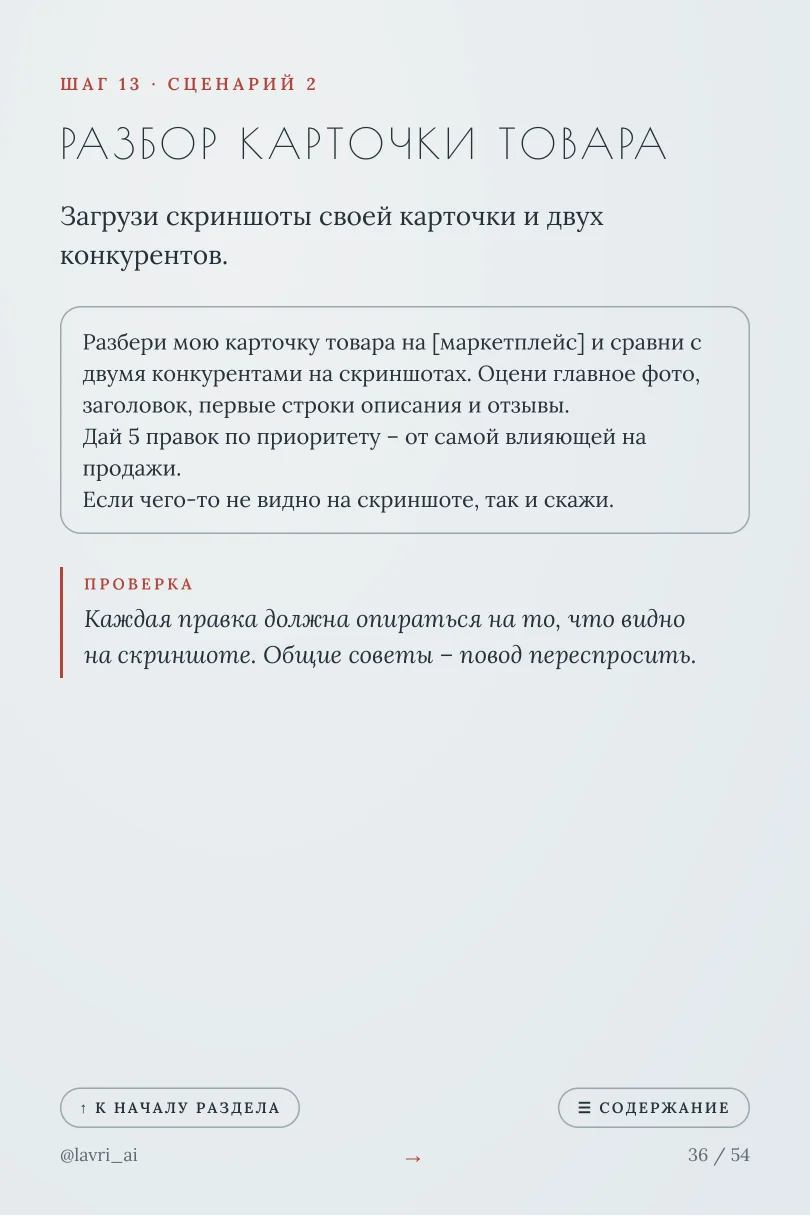 ШАГ 13 · СЦЕНАРИЙ 2
РАЗБОР КАРТОЧКИ ТОВАРА
Загрузи скриншоты своей карточки и двух
конкурентов.
Разбери мою карточку товара на [маркетплейс] и сравни с
двумя конкурентами на скриншотах. Оцени главное фото,
заголовок, первые строки описания и отзывы.
Дай 5 правок по приоритету – от самой влияющей на
продажи.
Если чего-то не видно на скриншоте, так и скажи.
ПРОВЕРКА
Каждая правка должна опираться на то, что видно
на скриншоте. Общие советы – повод переспросить.
↑ К НАЧАЛУ РАЗДЕЛА
☰ СОДЕРЖАНИЕ
@lavri_ai
→
36 / 54